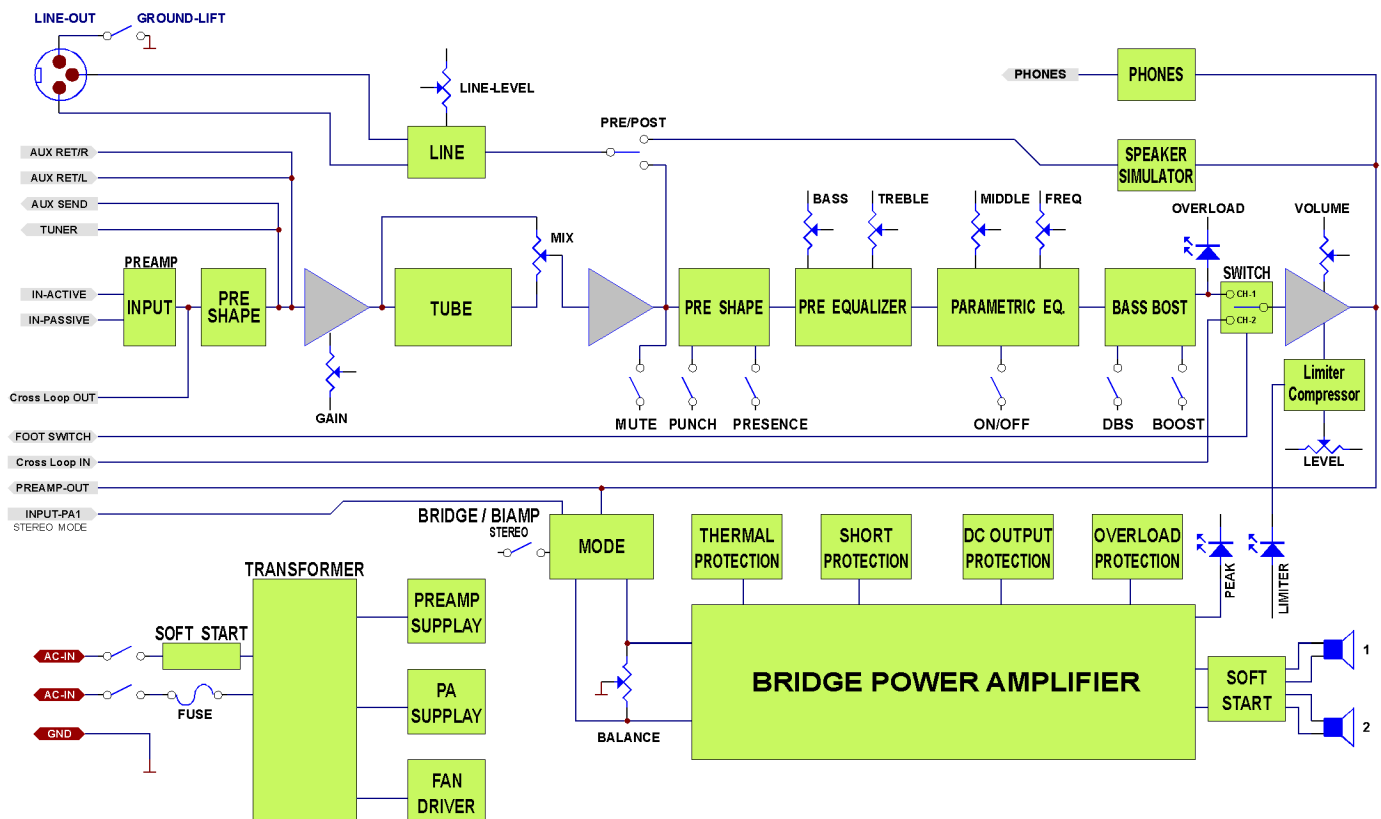 LINE-OUT
GROUND-LIFT
LINE-LEVEL
PHONES
PHONES
PRE/POST
LINE
SPEAKER
SIMULATOR
AUX RET/R
AUX RET/L
AUX SEND
TUNER
BASS
TREBLE
MIDDLE
FREQ
OVERLOAD
VOLUME
MIX
PREAMP
SWITCH
IN-ACTIVE
IN-PASSIVE
INPUT
PRE
SHAPE
TUBE
PRE SHAPE
PRE EQUALIZER
PARAMETRIC EQ.
BASS BOST
CH-1
CH-2
Limiter
Compressor
Cross Loop OUT
GAIN
MUTE
PUNCH
PRESENCE
ON/OFF
DBS
BOOST
FOOT SWITCH
Cross Loop IN
LEVEL
PREAMP-OUT
INPUT-PA1
STEREO MODE
BRIDGE / BIAMP
STEREO
MODE
THERMAL
PROTECTION
SHORT
PROTECTION
DC OUTPUT
PROTECTION
OVERLOAD
PROTECTION
PEAK
LIMITER
TRANSFORMER
PREAMP
SUPPLAY
SOFT START
AC-IN
AC-IN
FUSE
GND
PA
SUPPLAY
FAN
DRIVER
BALANCE
BRIDGE POWER AMPLIFIER
SOFT
START
1
2